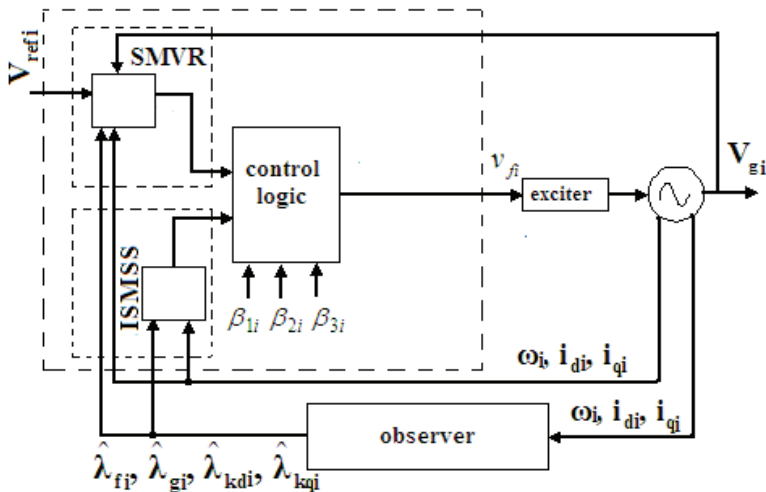 V_ref i
SMVR
control
logic
v_fi
exciter
V_gi
ISMSS
β_1i β_2i β_3i
ω_i, i_di, i_qi
ω_i, i_di, i_qi
observer
λ̂_fi, λ̂_gi, λ̂_kdi, λ̂_kqi